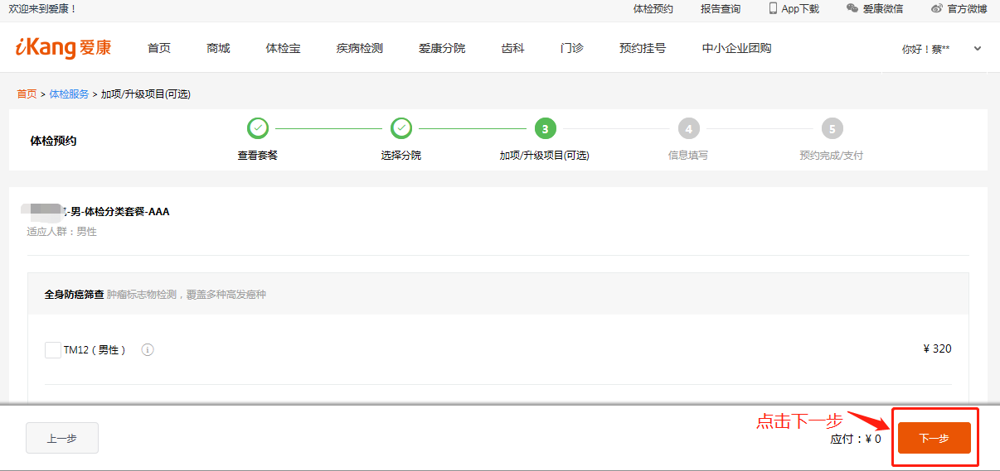 欢迎来到爱康！ 体检预约 报告查询 App下载 爱康微信 官方微博
iKang 爱康 首页 商城 体检宝 疾病检测 爱康分院 齿科 门诊 预约挂号 中小企业团购 你好！蔡**
首页 > 体检服务 > 加项/升级项目(可选)
体检预约
3 4 5
查看套餐 选择分院 加项/升级项目(可选) 信息填写 预约完成/支付
-男-体检分类套餐-AAA
适应人群：男性
全身防癌筛查 肿瘤标志物检测，覆盖多种高发癌种
TM12（男性） ¥ 320
点击下一步
上一步 应付：¥ 0 下一步